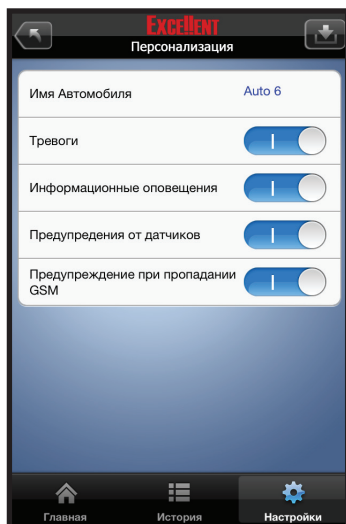 EXCELLENT
Персонализация
Имя Автомобиля Auto 6
Тревоги
Информационные оповещения
Предупредения от датчиков
Предупреждение при пропадании
GSM
Главная История Настройки